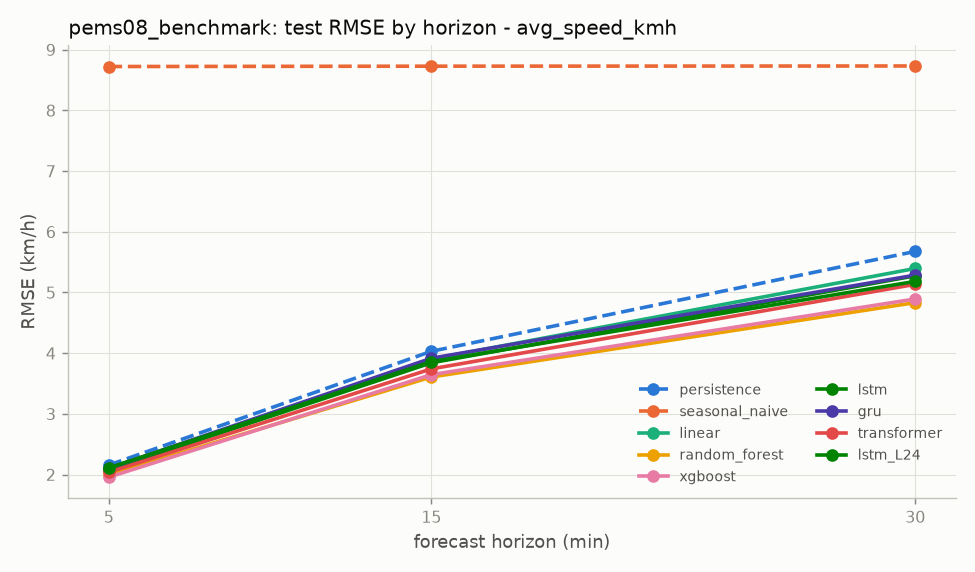 pems08_benchmark: test RMSE by horizon - avg_speed_kmh
9
8
7
6
5
4
3
2
RMSE (km/h)
persistence
seasonal_naive
linear
random_forest
xgboost
lstm
gru
transformer
lstm_L24
5
15
30
forecast horizon (min)